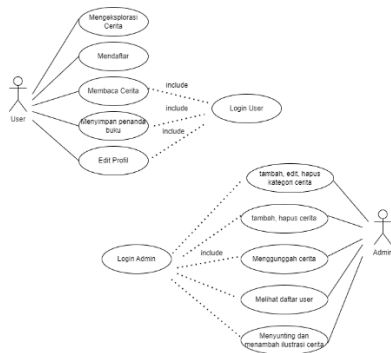 Mengeksplorasi
Cerita
Mendaftar
Membaca Cerita
Menyimpan penanda
buku
Edit Profil
User
include
include
include
Login User
tambah, edit, hapus
kategori cerita
tambah, hapus cerita
Menggunggah cerita
Melihat daftar user
Menyunting dan
menambah ilustrasi cerita
Login Admin
include
Admin